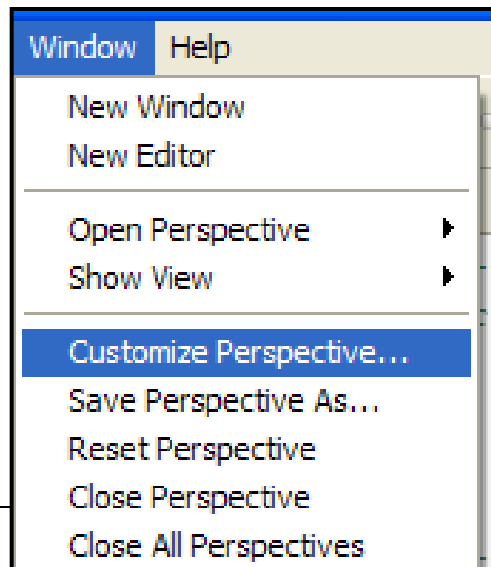 Window Help
New Window
New Editor
Open Perspective
Show View
Customize Perspective...
Save Perspective As...
Reset Perspective
Close Perspective
Close All Perspectives